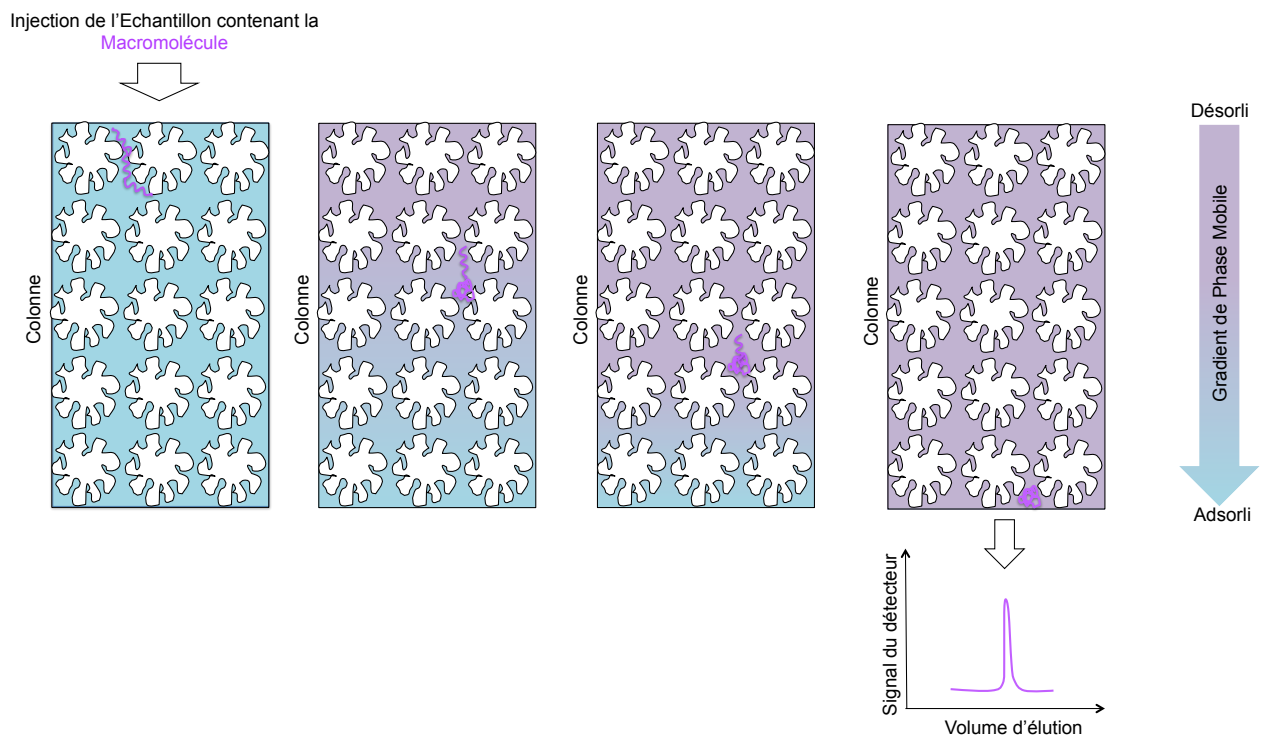 Injection de l'Echantillon contenant la
Macromolécule
Colonne
Colonne
Colonne
Colonne
Désorli
Gradient de Phase Mobile
Adsorli
Signal du détecteur
Volume d'élution